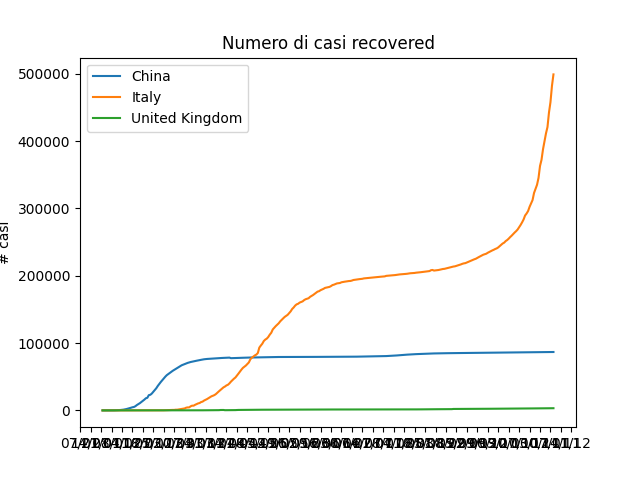 Numero di casi recovered
China
Italy
United Kingdom
500000
400000
300000
200000
100000
0
# casi